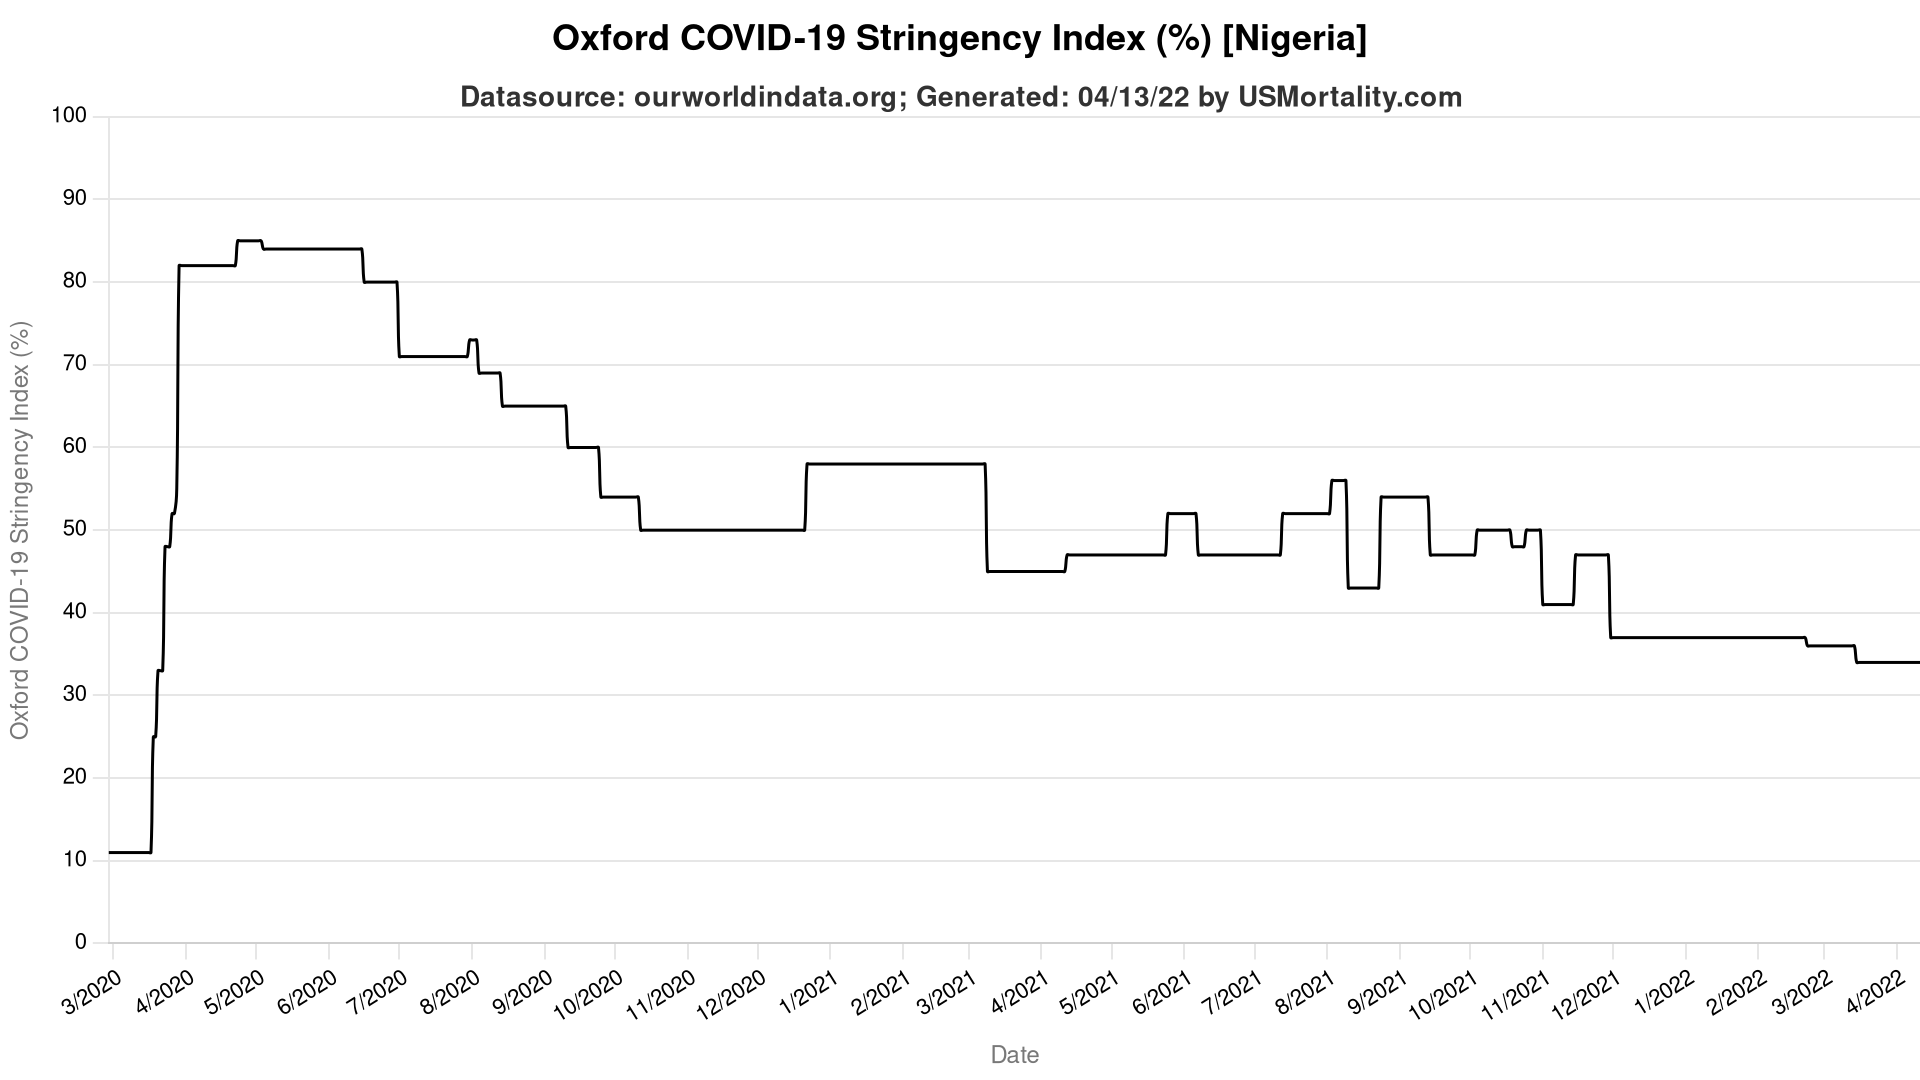 Oxford COVID-19 Stringency Index (%) [Nigeria]
Datasource: ourworldindata.org; Generated: 04/13/22 by USMortality.com
Oxford COVID-19 Stringency Index (%)
100
90
80
70
60
50
40
30
20
10
0
3/2020 4/2020 5/2020 6/2020 7/2020 8/2020 9/2020 10/2020 11/2020 12/2020 1/2021 2/2021 3/2021 4/2021 5/2021 6/2021 7/2021 8/2021 9/2021 10/2021 11/2021 12/2021 1/2022 2/2022 3/2022 4/2022
Date